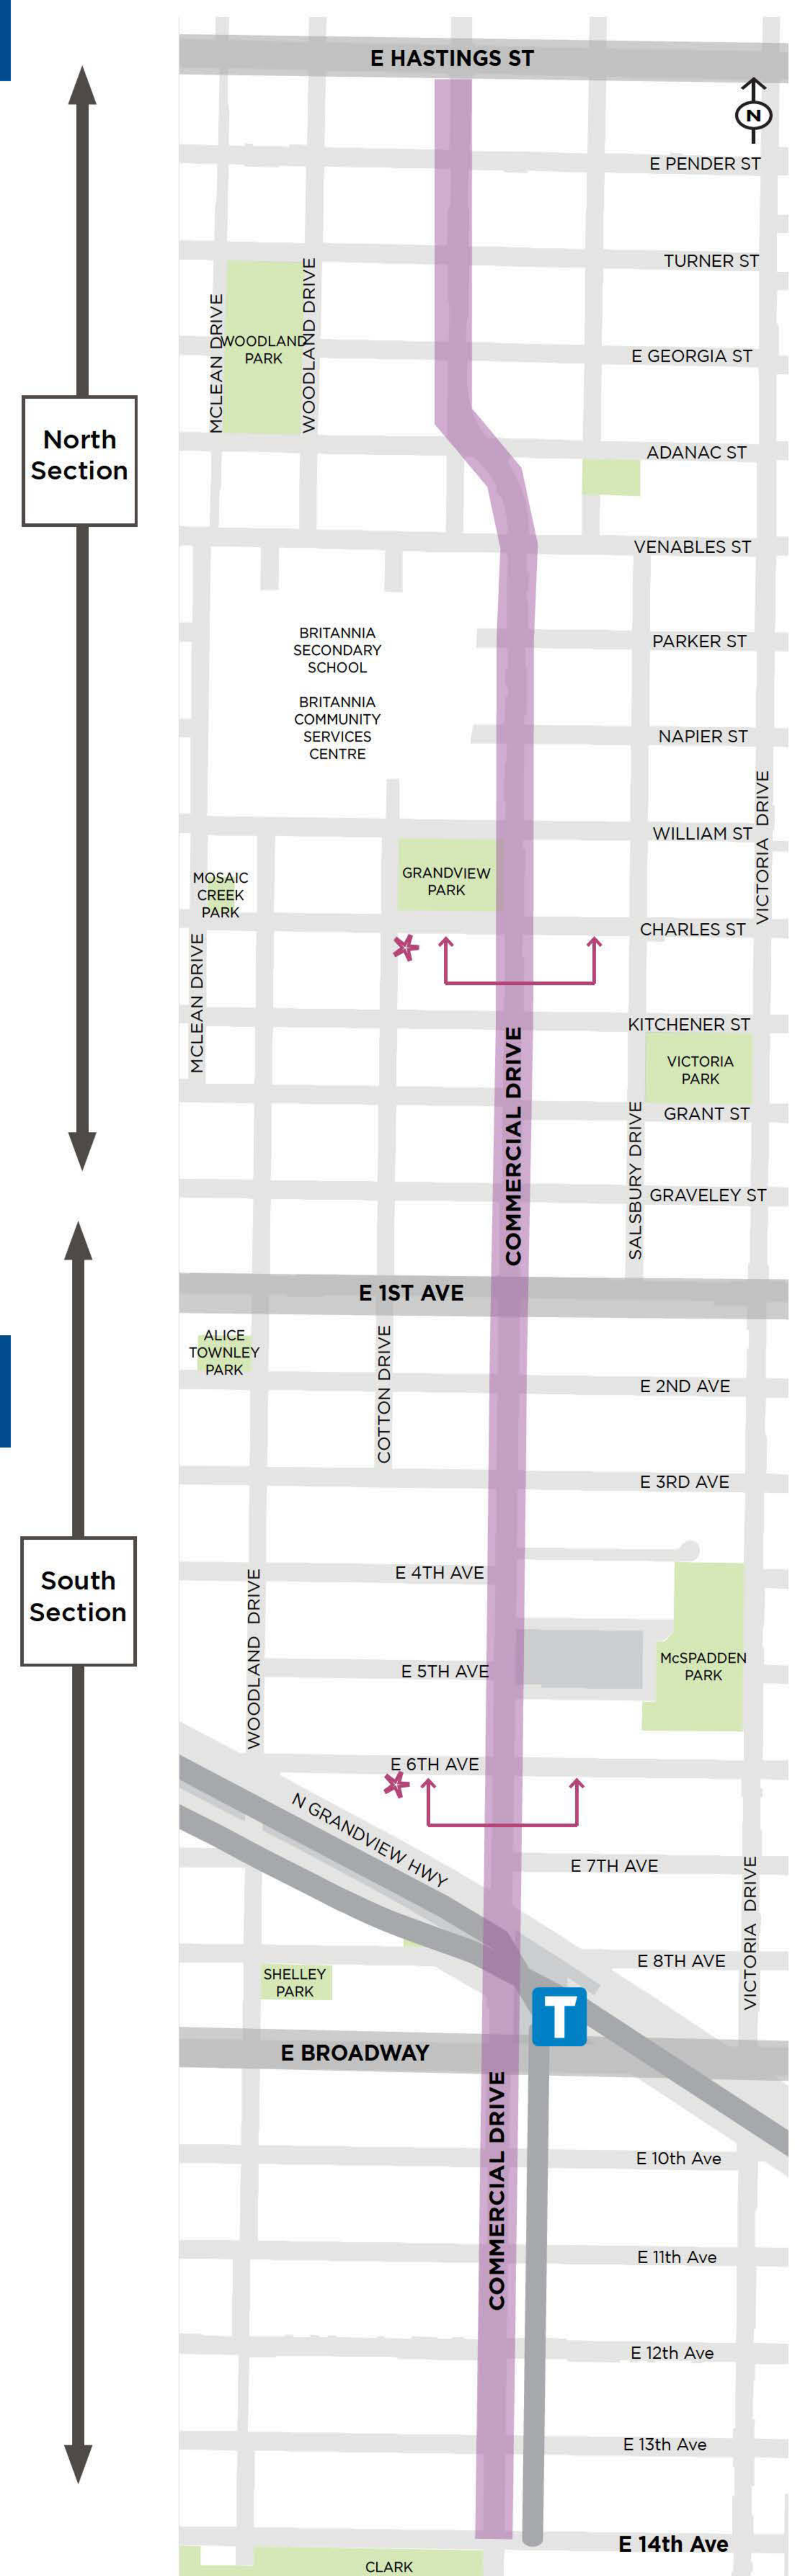 E HASTINGS ST
N
E PENDER ST
TURNER ST
MCLEAN DRIVE
WOODLAND DRIVE
WOODLAND
PARK
E GEORGIA ST
North
Section
ADANAC ST
VENABLES ST
BRITANNIA
SECONDARY
SCHOOL
PARKER ST
BRITANNIA
COMMUNITY
SERVICES
CENTRE
NAPIER ST
VICTORIA DRIVE
WILLIAM ST
GRANDVIEW
PARK
MOSAIC
CREEK
PARK
CHARLES ST
MCLEAN DRIVE
COMMERCIAL DRIVE
KITCHENER ST
VICTORIA
PARK
GRANT ST
SALSBURY DRIVE
GRAVELEY ST
E 1ST AVE
ALICE
TOWNLEY
PARK
COTTON DRIVE
E 2ND AVE
E 3RD AVE
South
Section
WOODLAND DRIVE
E 4TH AVE
McSPADDEN
PARK
E 5TH AVE
E 6TH AVE
N GRANDVIEW HWY
E 7TH AVE
VICTORIA DRIVE
E 8TH AVE
SHELLEY
PARK
T
E BROADWAY
COMMERCIAL DRIVE
E 10th Ave
E 11th Ave
E 12th Ave
E 13th Ave
E 14th Ave
CLARK